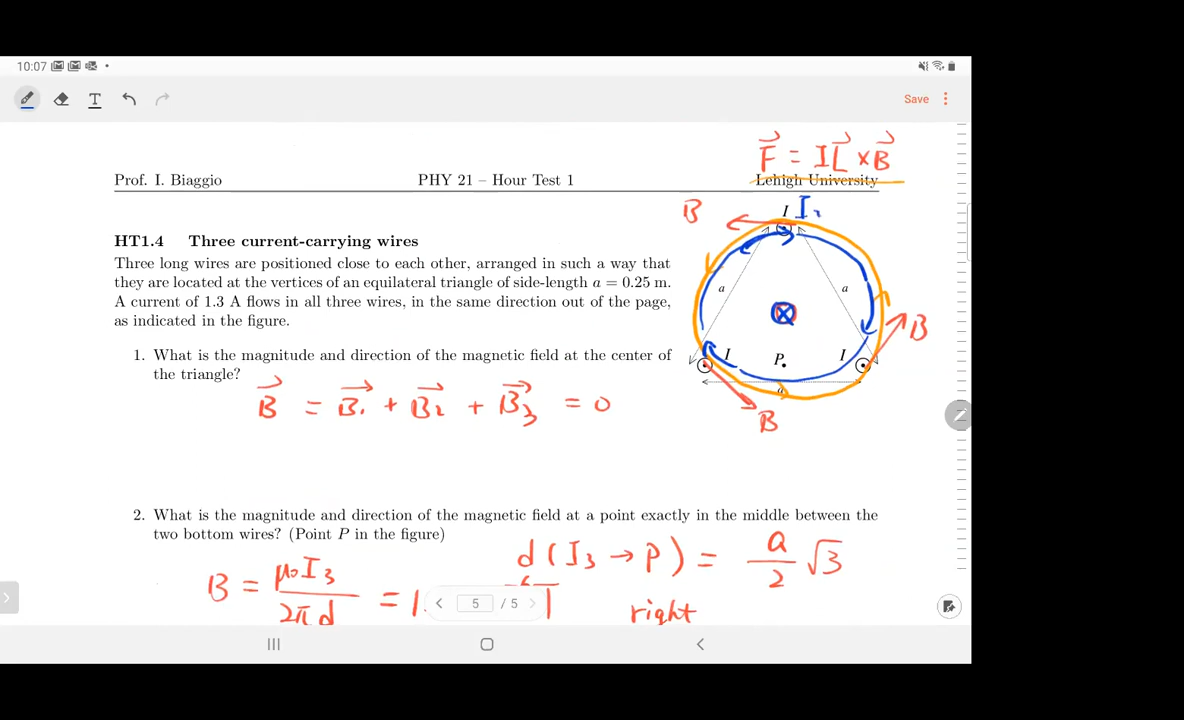 10:07
T
Save
F = IL × B
Prof. I. Biaggio PHY 21 – Hour Test 1 Lehigh University
B I
HT1.4 Three current-carrying wires
Three long wires are positioned close to each other, arranged in such a way that
they are located at the vertices of an equilateral triangle of side-length a = 0.25 m.
A current of 1.3 A flows in all three wires, in the same direction out of the page,
as indicated in the figure.
a a
B
I P I
a
B
1. What is the magnitude and direction of the magnetic field at the center of
the triangle?
B = B₁ + B₂ + B₃ = 0
2. What is the magnitude and direction of the magnetic field at a point exactly in the middle between the
two bottom wires? (Point P in the figure)
d (I₃ → P) = a/2 √3
B = μ₀I₃ / 2πd = 1.
right
5 / 5